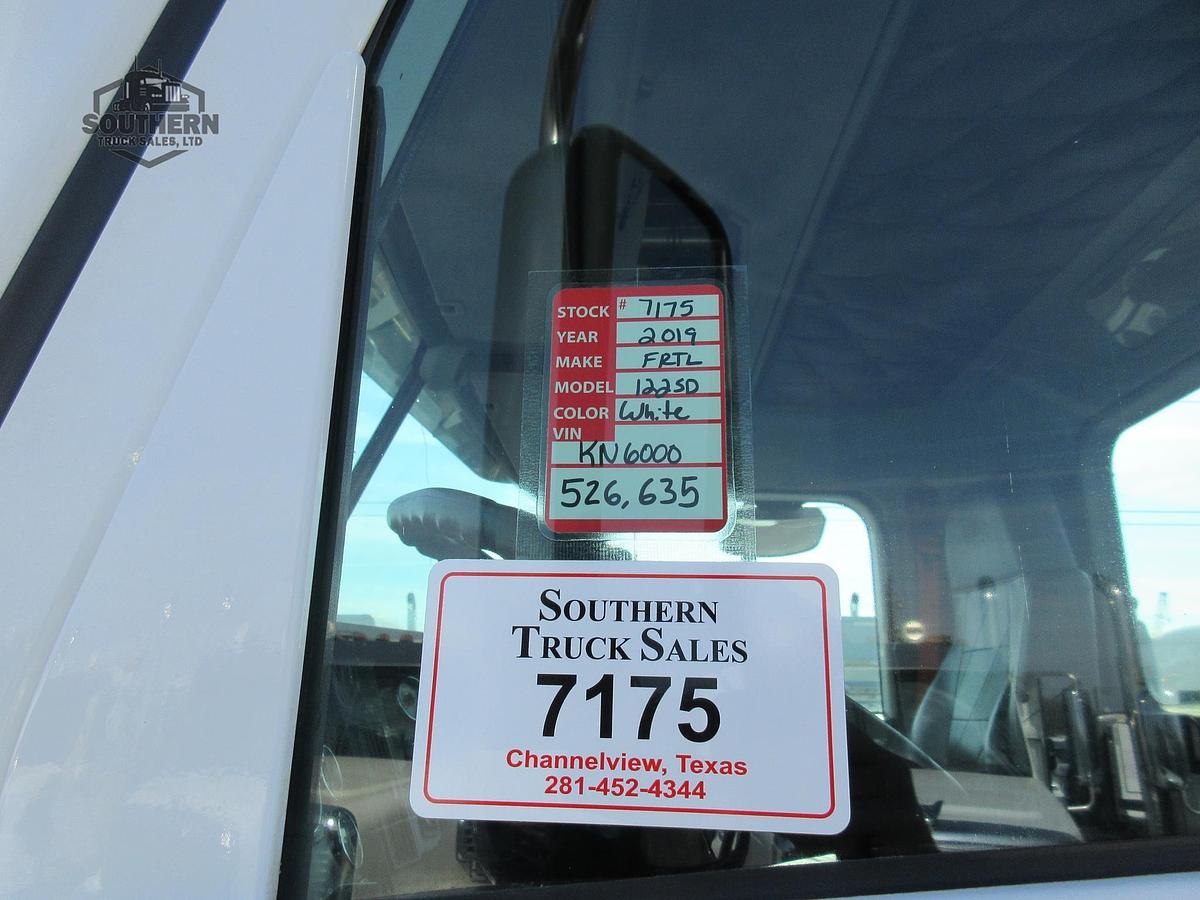 SOUTHERN
TRUCK SALES, LTD
STOCK # 7175
YEAR 2019
MAKE FRTL
MODEL 122SD
COLOR White
VIN
KN6000
526,635
SOUTHERN
TRUCK SALES
7175
Channelview, Texas
281-452-4344